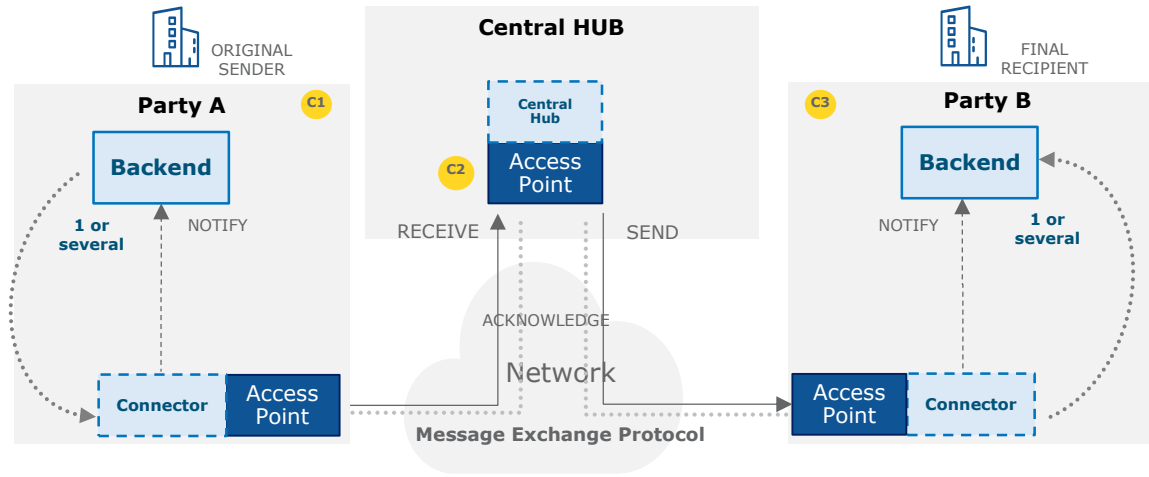 Central HUB
ORIGINAL
SENDER
FINAL
RECIPIENT
Party A
C1
Backend
1 or
several
NOTIFY
Connector
Access
Point
Central
Hub
C2
Access
Point
RECEIVE
SEND
ACKNOWLEDGE
Network
Message Exchange Protocol
C3
Party B
Backend
NOTIFY
1 or
several
Access
Point
Connector